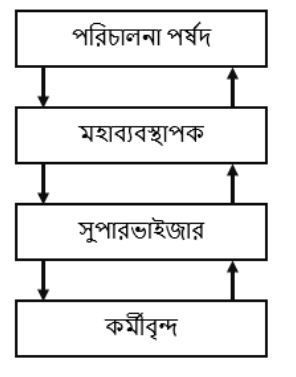 পরিচালনা পর্ষদ
মহাব্যবস্থাপক
সুপারভাইজার
কর্মীবৃন্দ